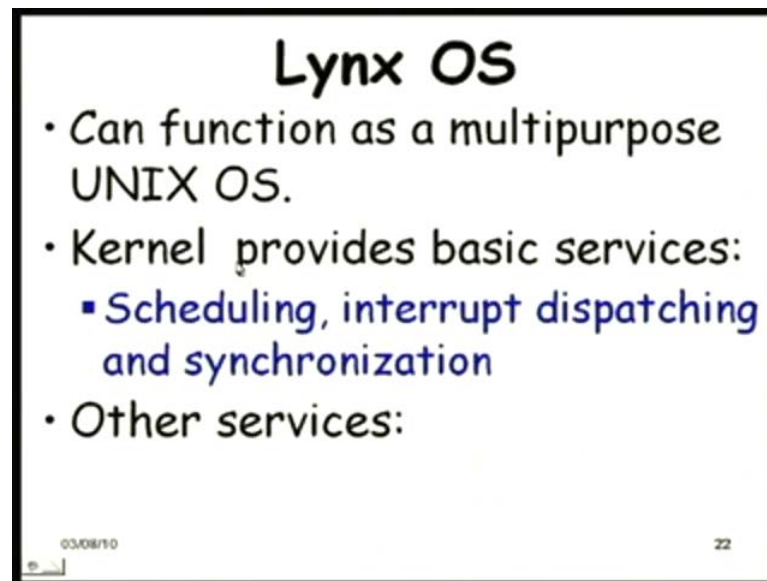 Lynx OS
• Can function as a multipurpose
UNIX OS.
• Kernel provides basic services:
▪ Scheduling, interrupt dispatching
and synchronization
• Other services:
03/08/10
22